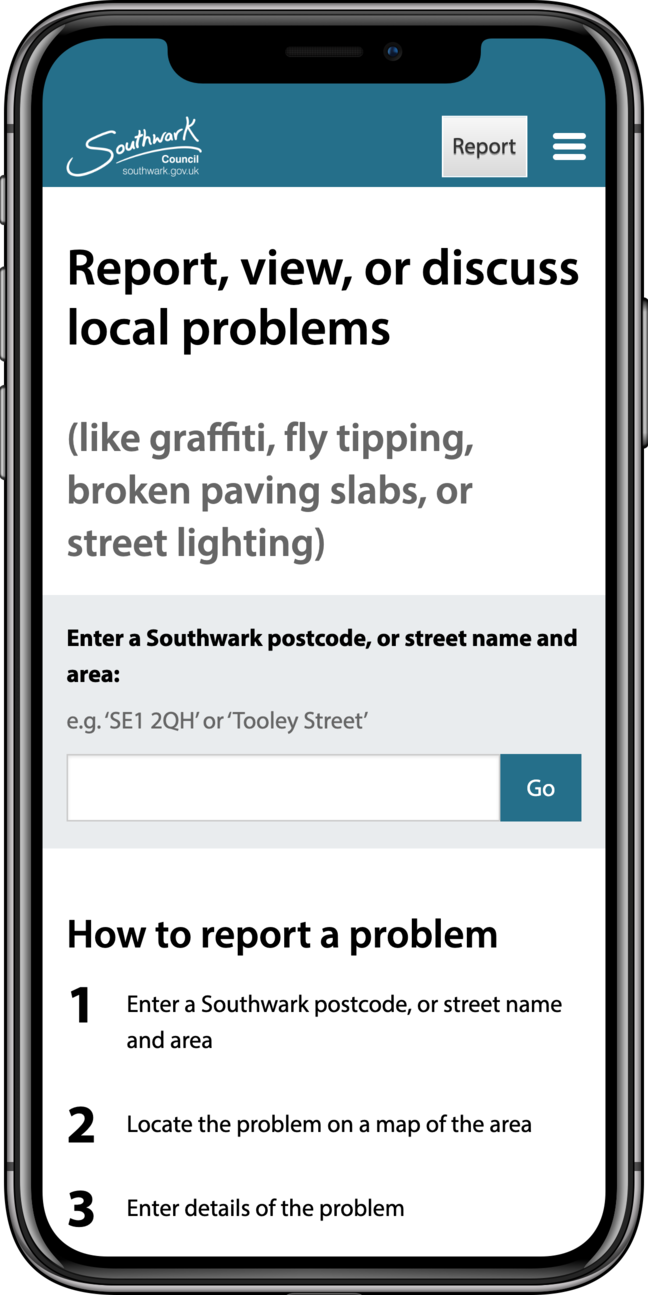 Southwark
Council
southwark.gov.uk
Report
Report, view, or discuss
local problems
(like graffiti, fly tipping,
broken paving slabs, or
street lighting)
Enter a Southwark postcode, or street name and
area:
e.g. ‘SE1 2QH’ or ‘Tooley Street’
Go
How to report a problem
1 Enter a Southwark postcode, or street name
and area
2 Locate the problem on a map of the area
3 Enter details of the problem